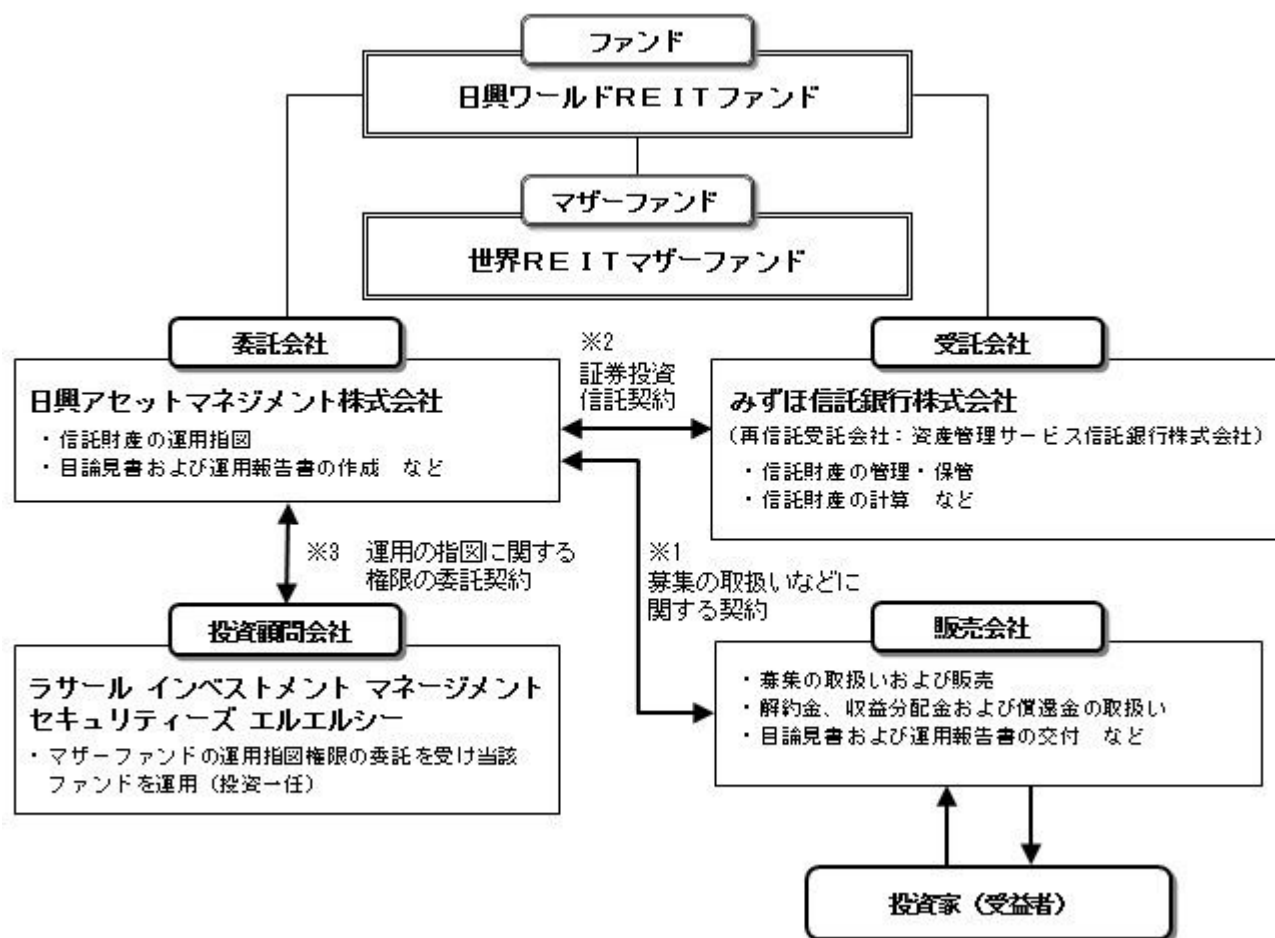 ファンド
日興ワールドREITファンド
マザーファンド
世界REITマザーファンド
委託会社
日興アセットマネジメント株式会社
・信託財産の運用指図
・目論見書および運用報告書の作成　など
※2
証券投資
信託契約
受託会社
みずほ信託銀行株式会社
（再信託受託会社：資産管理サービス信託銀行株式会社）
・信託財産の管理・保管
・信託財産の計算　など
※3　運用の指図に関する
権限の委託契約
※1
募集の取扱いなどに
関する契約
投資顧問会社
ラサール インベストメント マネージメント
セキュリティーズ エルエルシー
・マザーファンドの運用指図権限の委託を受け当該
ファンドを運用（投資一任）
販売会社
・募集の取扱いおよび販売
・解約金、収益分配金および償還金の取扱い
・目論見書および運用報告書の交付　など
投資家（受益者）